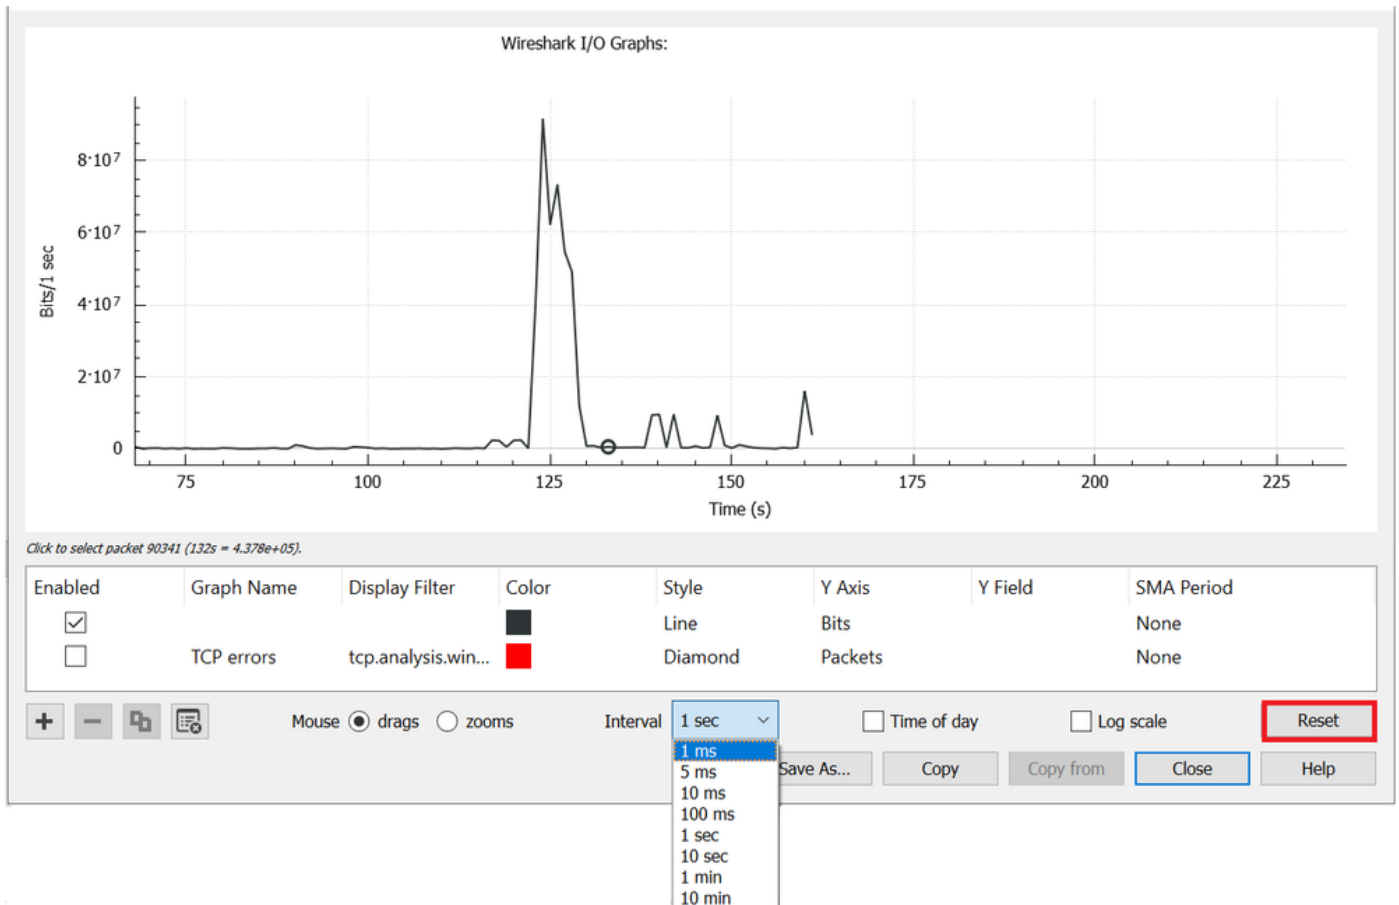 Wireshark I/O Graphs:
8·10⁷
6·10⁷
4·10⁷
2·10⁷
0
Bits/1 sec
75 100 125 150 175 200 225
Time (s)
Click to select packet 90341 (132s = 4.378e+05).
Enabled Graph Name Display Filter Color Style Y Axis Y Field SMA Period
Line Bits None
TCP errors tcp.analysis.win... Diamond Packets None
Mouse drags zooms Interval 1 sec Time of day Log scale Reset
1 ms
Save As... Copy Copy from Close Help
5 ms
10 ms
100 ms
1 sec
10 sec
1 min
10 min